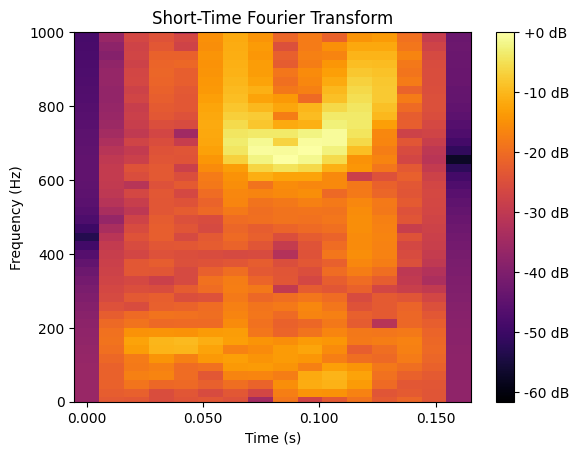 Short-Time Fourier Transform
1000
800
600
400
200
0
Frequency (Hz)
0.000
0.050
0.100
0.150
Time (s)
+0 dB
-10 dB
-20 dB
-30 dB
-40 dB
-50 dB
-60 dB